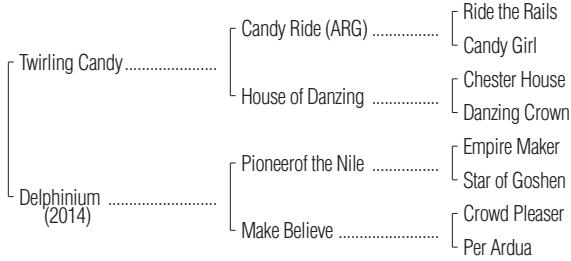 Ride the Rails
Candy Ride (ARG) ................
Candy Girl
Twirling Candy ......................
Chester House
House of Danzing ................
Danzing Crown
Empire Maker
Pioneerof the Nile ................
Star of Goshen
Delphinium ..........................
(2014)
Crowd Pleaser
Make Believe ........................
Per Ardua